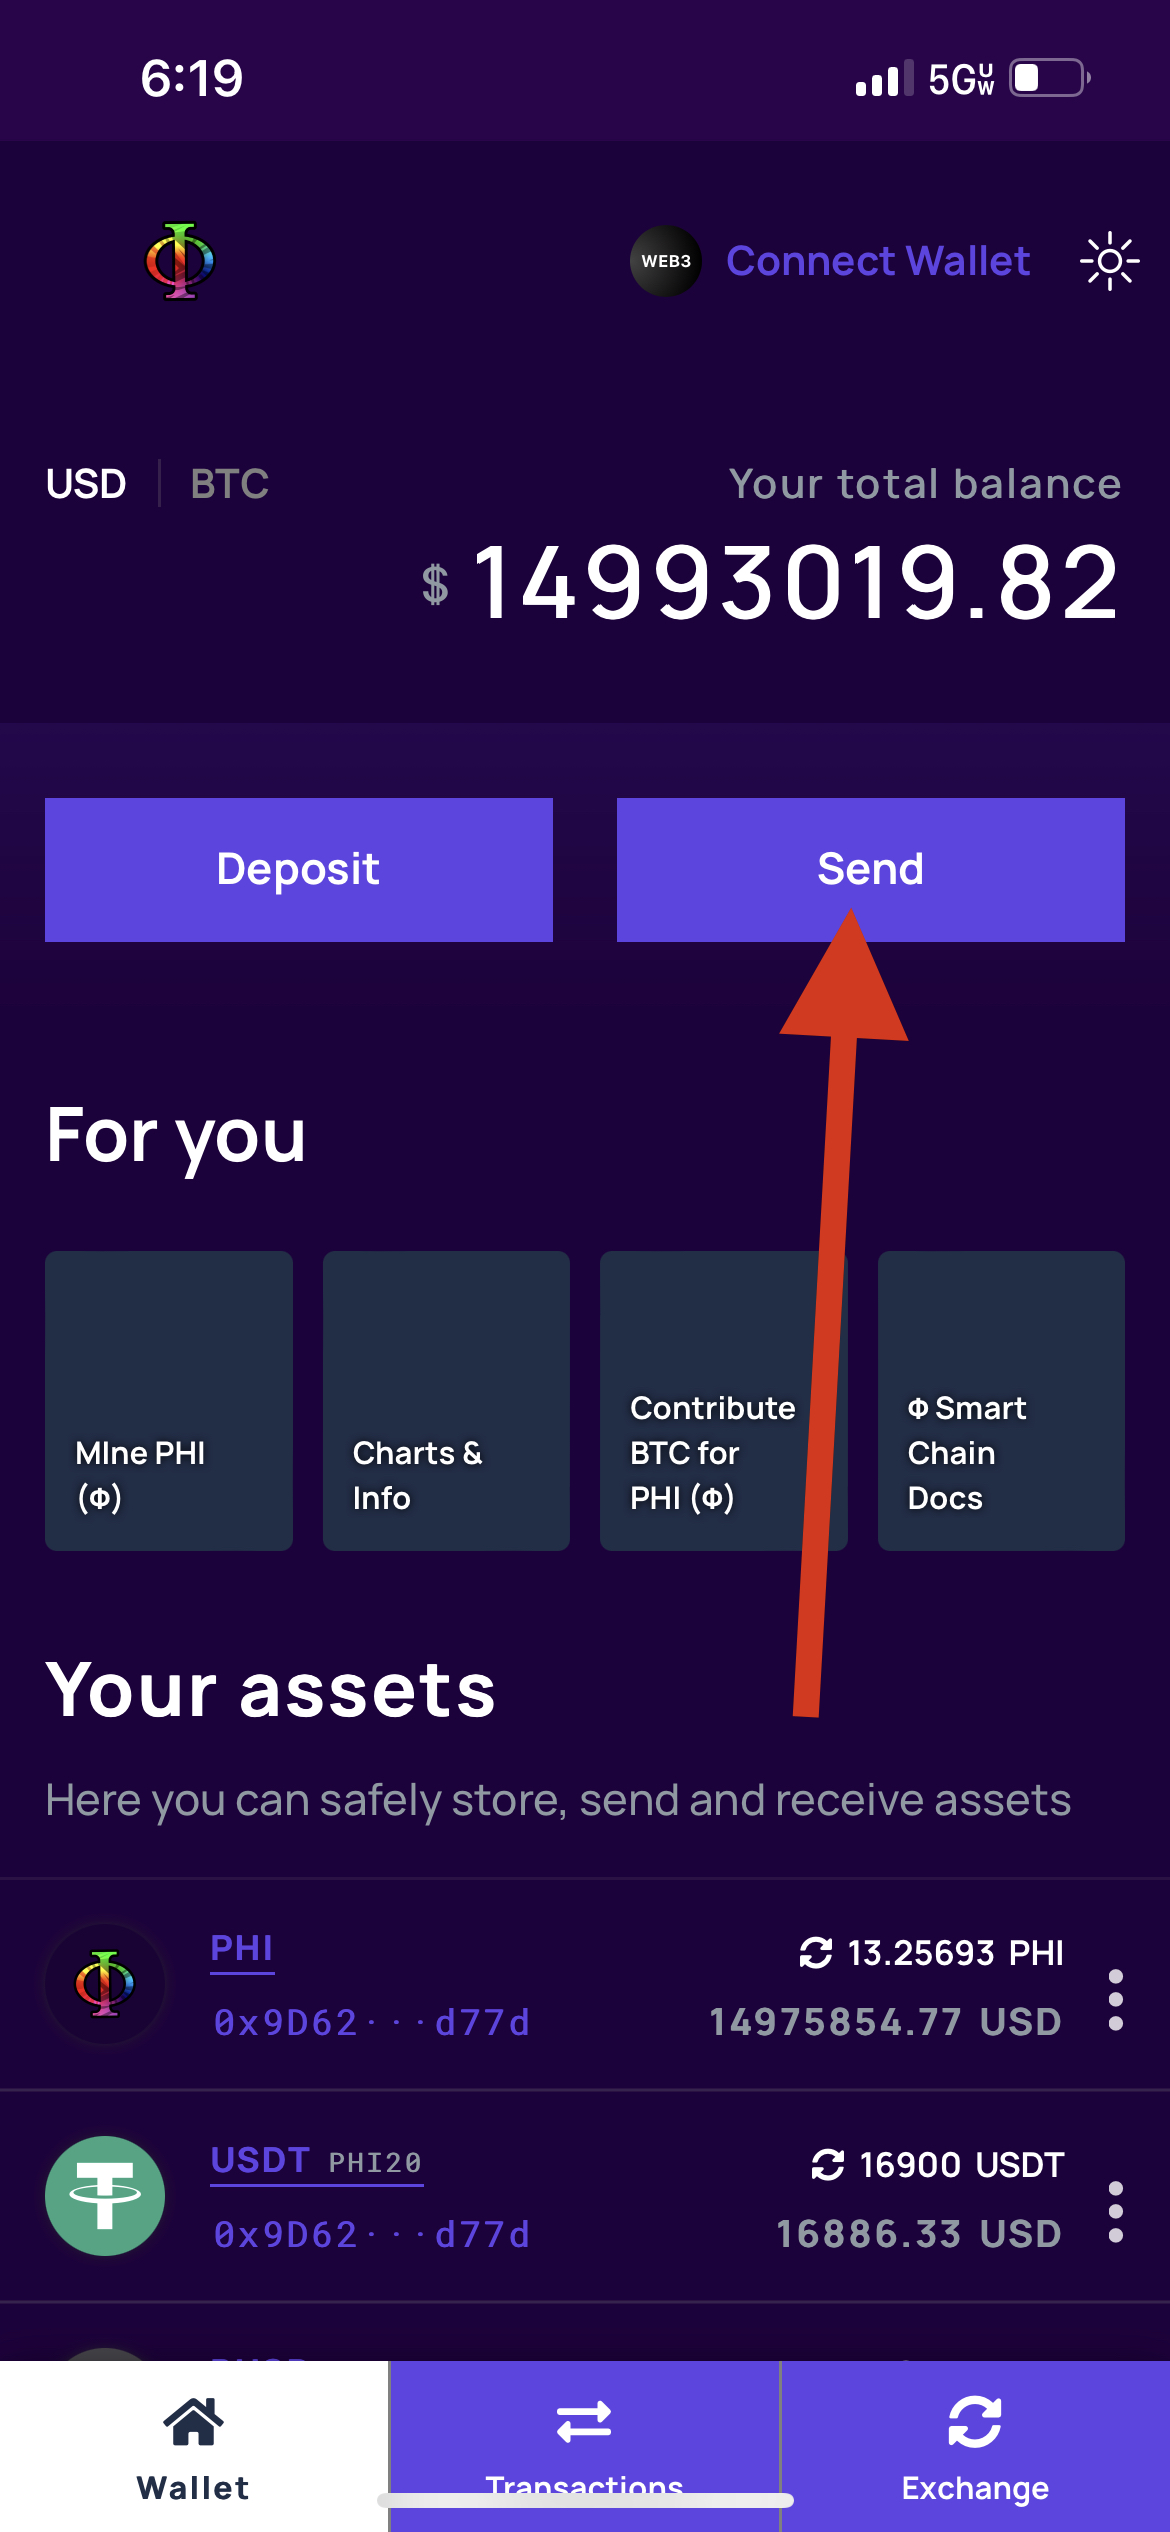 6:19
5G UW
WEB3 Connect Wallet
USD BTC
Your total balance
$ 14993019.82
Deposit
Send
For you
MIne PHI
(Φ)
Charts &
Info
Contribute
BTC for
PHI (Φ)
Φ Smart
Chain
Docs
Your assets
Here you can safely store, send and receive assets
PHI
13.25693 PHI
0x9D62···d77d
14975854.77 USD
USDT PHI20
16900 USDT
0x9D62···d77d
16886.33 USD
Wallet
Transactions
Exchange